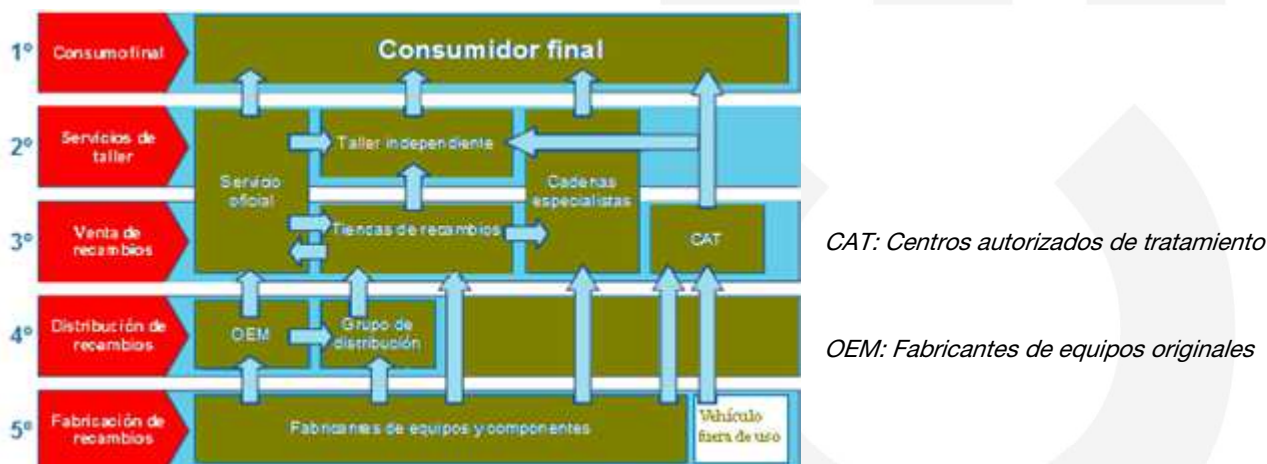 1º
Consumo final
Consumidor final
2º
Servicios de
taller
Servicio
oficial
Taller independiente
Cadenas
especialistas
3º
Venta de
recambios
Tiendas de recambios
CAT
CAT: Centros autorizados de tratamiento
4º
Distribución de
recambios
OEM
Grupo de
distribución
OEM: Fabricantes de equipos originales
5º
Fabricación de
recambios
Fabricantes de equipos y componentes
Vehículo
fuera de uso